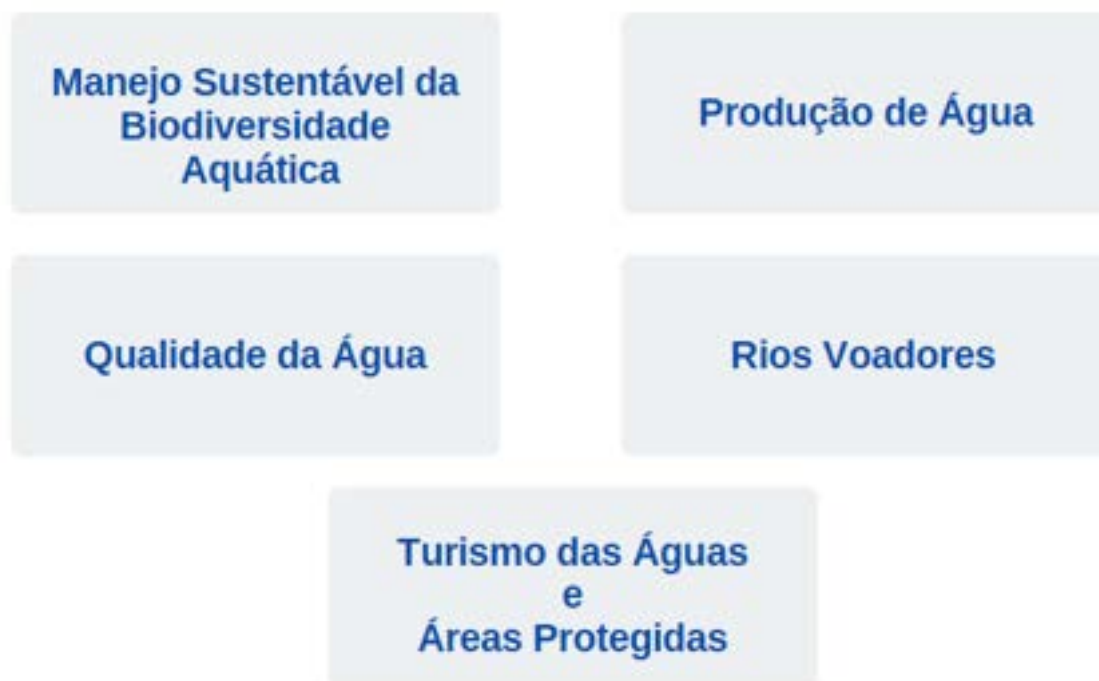 Manejo Sustentável da
Biodiversidade
Aquática
Produção de Água
Qualidade da Água
Rios Voadores
Turismo das Águas
e
Áreas Protegidas